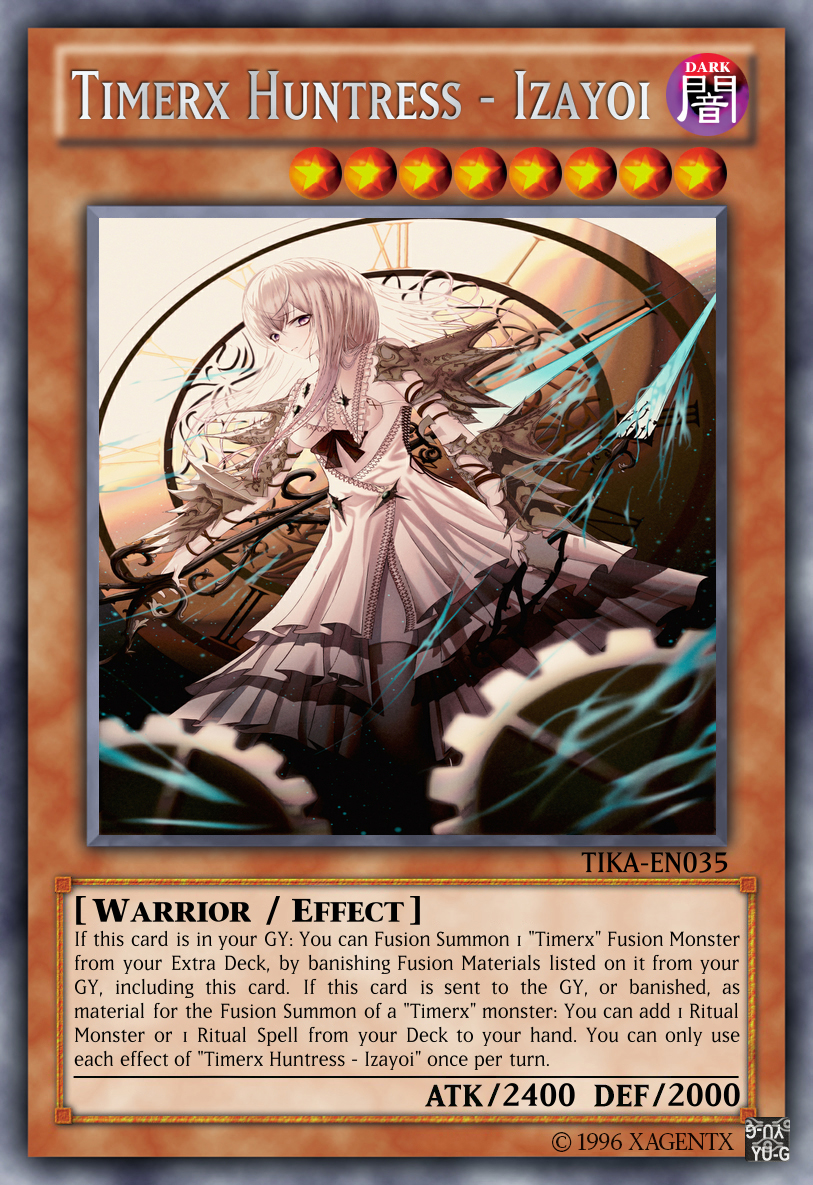 Timerx Huntress - Izayoi
DARK
闇
XII
I
TIKA-EN035
[ Warrior / Effect ]
If this card is in your GY: You can Fusion Summon 1 "Timerx" Fusion Monster
from your Extra Deck, by banishing Fusion Materials listed on it from your
GY, including this card. If this card is sent to the GY, or banished, as
material for the Fusion Summon of a "Timerx" monster: You can add 1 Ritual
Monster or 1 Ritual Spell from your Deck to your hand. You can only use
each effect of "Timerx Huntress - Izayoi" once per turn.
ATK/2400 DEF/2000
© 1996 XAGENTX
YU-G